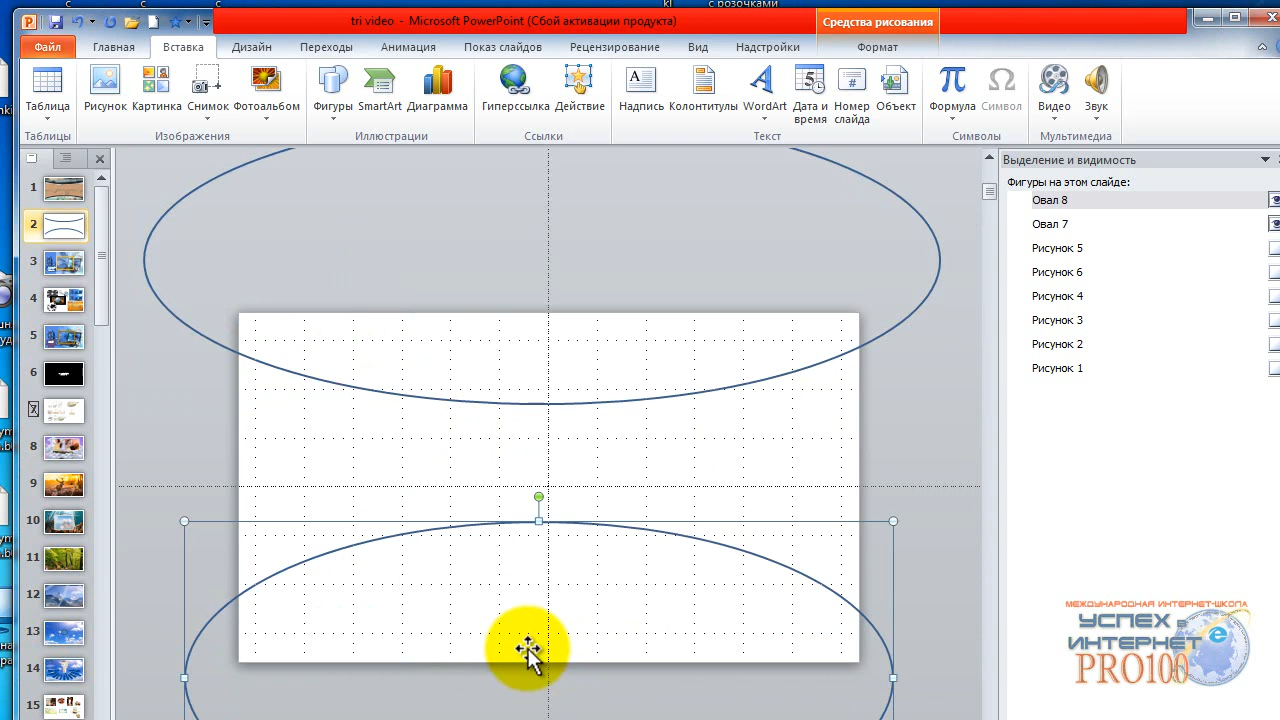 с с с kl с розочками
tri video - Microsoft PowerPoint (Сбой активации продукта)
Средства рисования
Файл Главная Вставка Дизайн Переходы Анимация Показ слайдов Рецензирование Вид Надстройки Формат
Таблица Рисунок Картинка Снимок Фотоальбом Фигуры SmartArt Диаграмма Гиперссылка Действие Надпись Колонтитулы WordArt Дата и время Номер слайда Объект Формула Символ Видео Звук
Таблицы Изображения Иллюстрации Ссылки Текст Символы Мультимедиа
Выделение и видимость
Фигуры на этом слайде:
Овал 8
Овал 7
Рисунок 5
Рисунок 6
Рисунок 4
Рисунок 3
Рисунок 2
Рисунок 1
1
2
3
4
5
6
7
8
9
10
11
12
13
14
15
МЕЖДУНАРОДНАЯ ИНТЕРНЕТ-ШКОЛА
УСПЕХ в
ИНТЕРНЕТ
PRO100